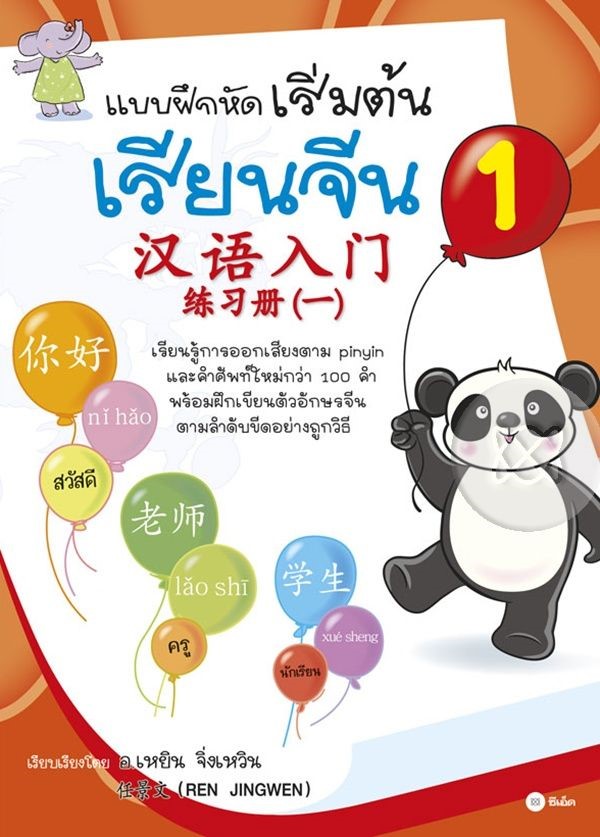 แบบฝึกหัด เริ่มต้น
เรียนจีน 1
汉语入门
练习册(一)
เรียนรู้การออกเสียงตาม pinyin
และคำศัพท์ใหม่กว่า 100 คำ
พร้อมฝึกเขียนตัวอักษรจีน
ตามลำดับขีดอย่างถูกวิธี
你好
nǐ hǎo
สวัสดี
老师
lǎo shī
ครู
学生
xué sheng
นักเรียน
เรียบเรียงโดย อ.เหยิน จิ่งเหวิน
任景文 (REN JINGWEN)
ซีเอ็ด